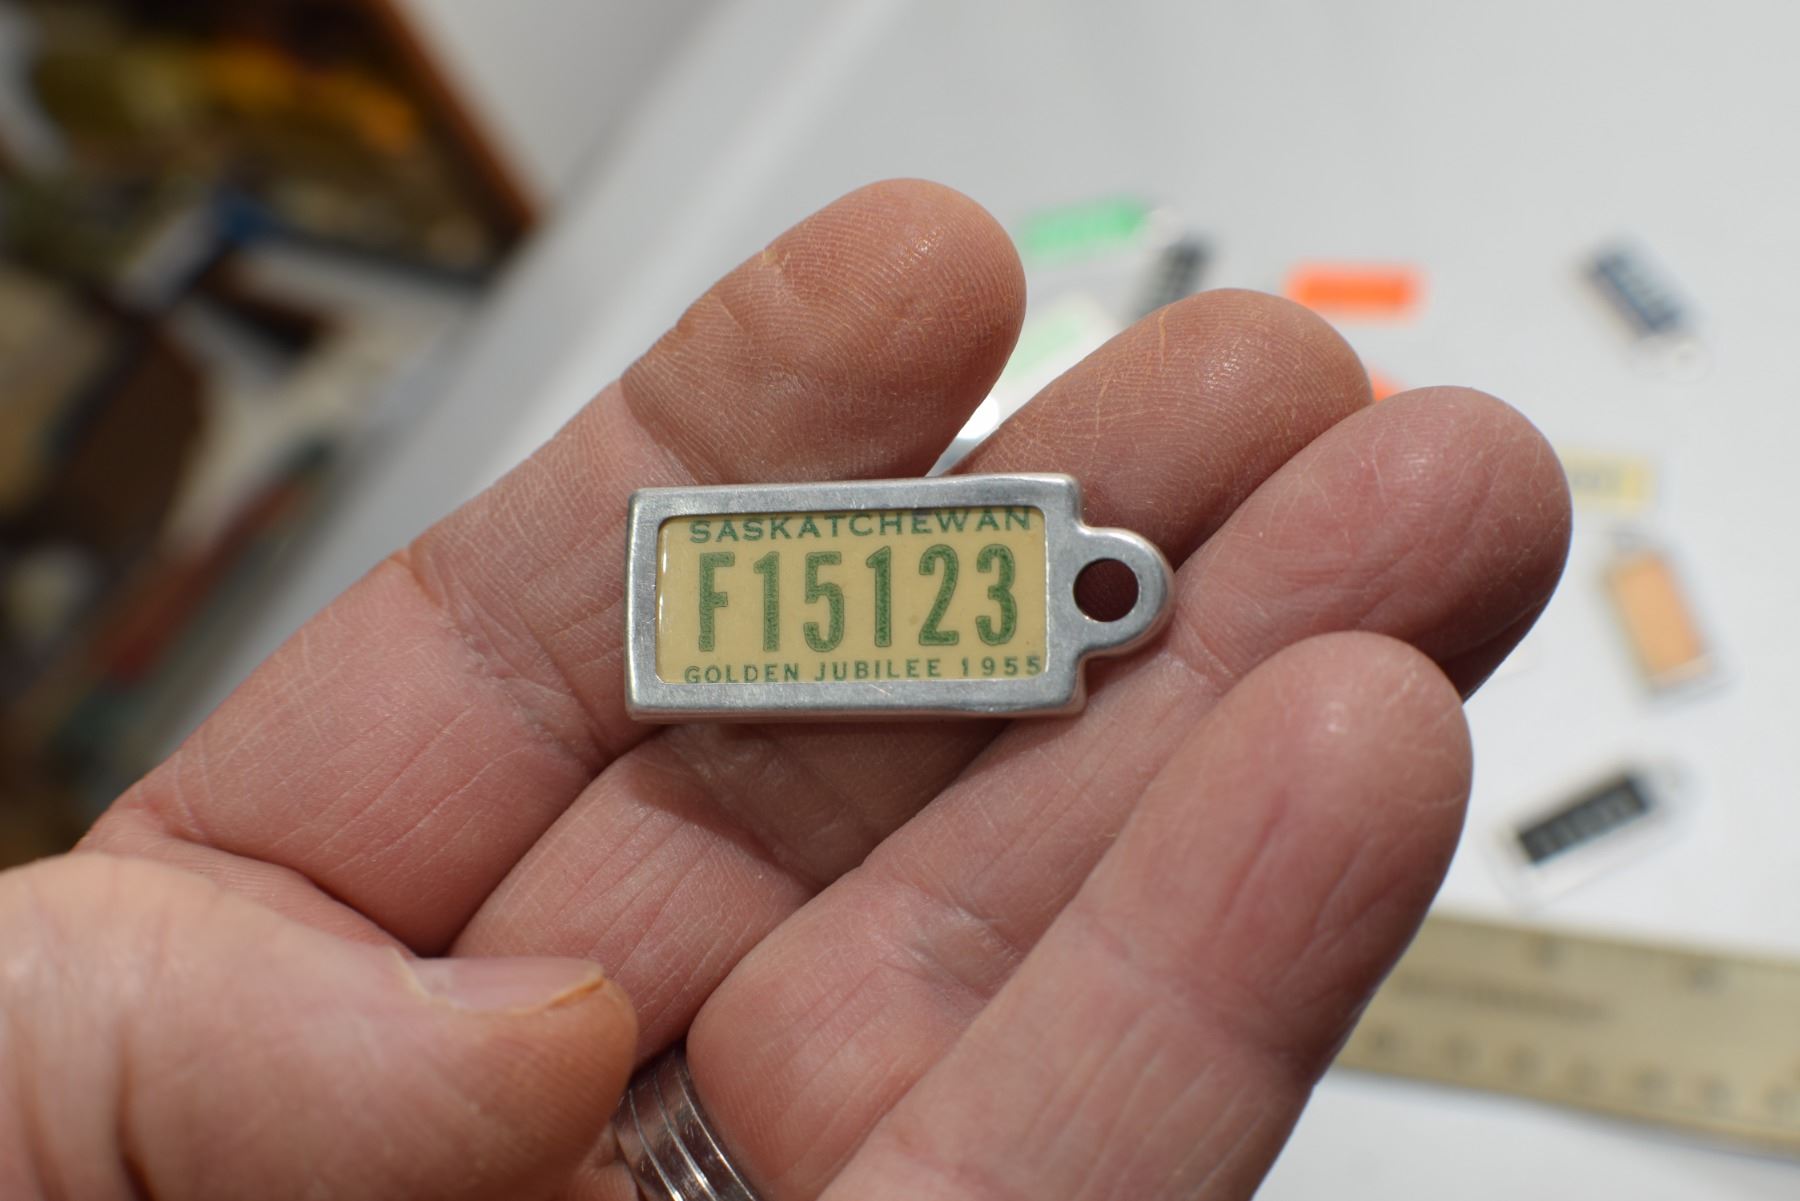 SASKATCHEWAN
F15123
GOLDEN JUBILEE 1955